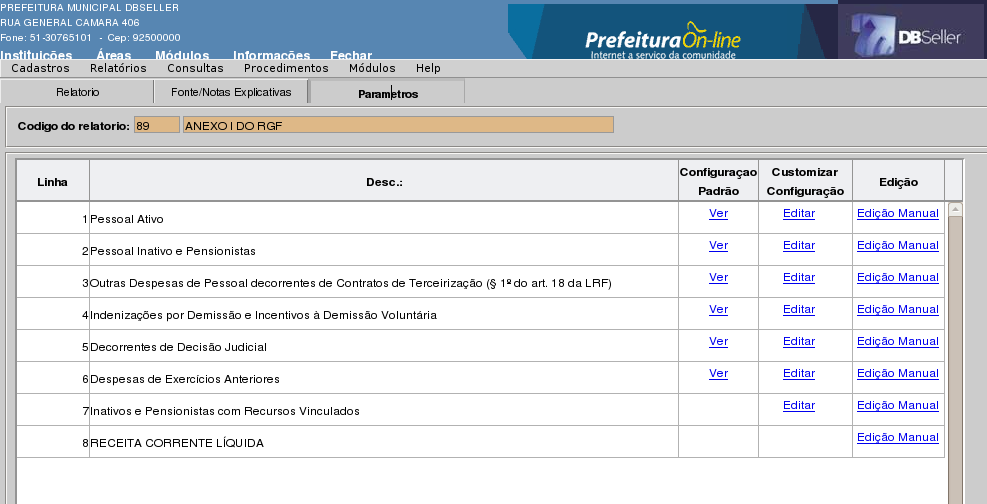 PREFEITURA MUNICIPAL DBSELLER
RUA GENERAL CAMARA 406
Fone: 51-30765101 - Cep: 92500000
Instituições Áreas Módulos Informações Fechar
Prefeitura On-line
Internet a serviço da comunidade
DBSeller
Cadastros Relatórios Consultas Procedimentos Módulos Help
Relatorio Fonte/Notas Explicativas Parametros
Codigo do relatorio: 89 ANEXO I DO RGF
Linha Desc.: Configuraçao Padrão Customizar Configuração Edição
1 Pessoal Ativo Ver Editar Edição Manual
2 Pessoal Inativo e Pensionistas Ver Editar Edição Manual
3 Outras Despesas de Pessoal decorrentes de Contratos de Terceirização (§ 1º do art. 18 da LRF) Ver Editar Edição Manual
4 Indenizações por Demissão e Incentivos à Demissão Voluntária Ver Editar Edição Manual
5 Decorrentes de Decisão Judicial Ver Editar Edição Manual
6 Despesas de Exercícios Anteriores Ver Editar Edição Manual
7 Inativos e Pensionistas com Recursos Vinculados Editar Edição Manual
8 RECEITA CORRENTE LÍQUIDA Edição Manual